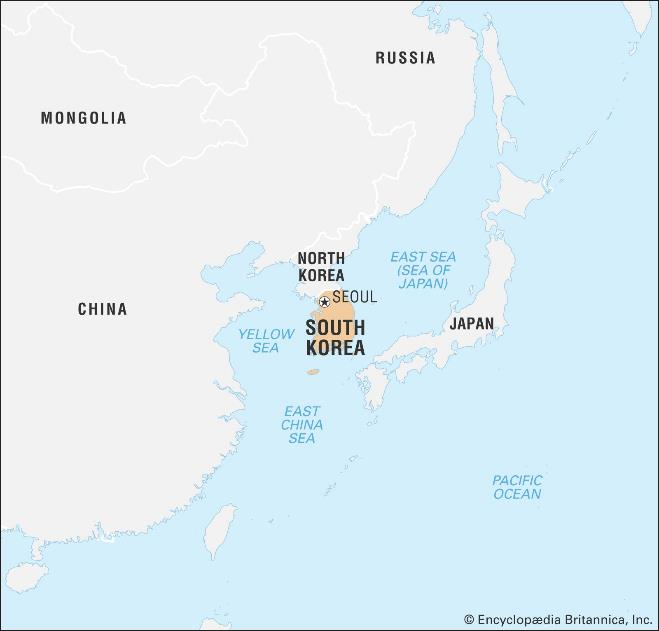 RUSSIA
MONGOLIA
NORTH
KOREA
EAST SEA
(SEA OF
JAPAN)
SEOUL
CHINA
SOUTH
KOREA
JAPAN
YELLOW
SEA
EAST
CHINA
SEA
PACIFIC
OCEAN
© Encyclopædia Britannica, Inc.